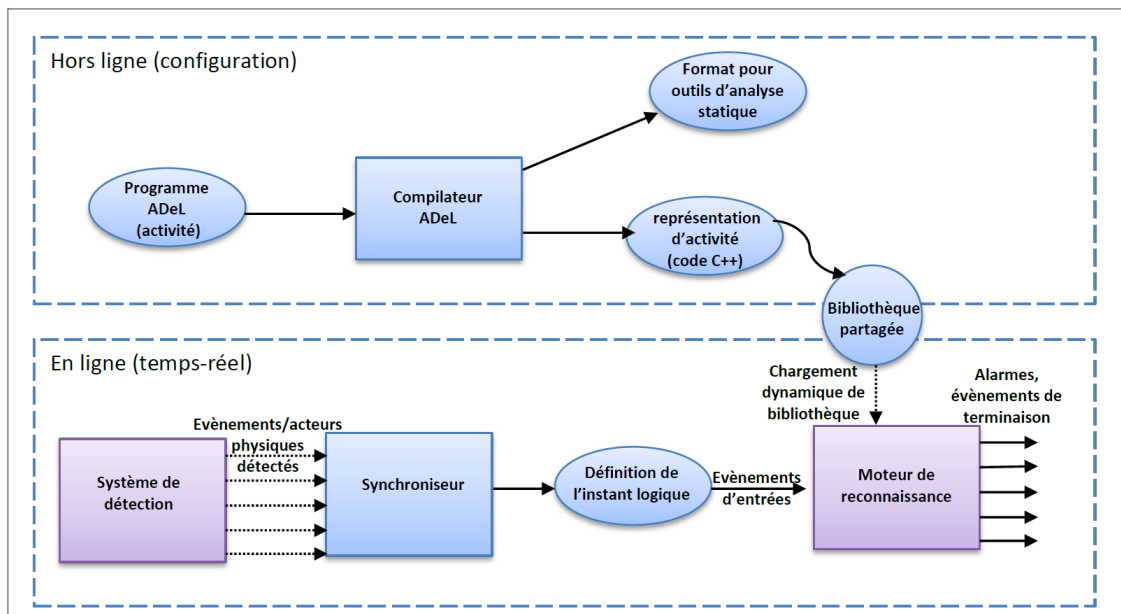 Hors ligne (configuration)
Format pour
outils d'analyse
statique
Programme
ADeL
(activité)
Compilateur
ADeL
représentation
d'activité
(code C++)
Bibliothèque
partagée
En ligne (temps-réel)
Chargement
dynamique de
bibliothèque
Alarmes,
évènements de
terminaison
Evènements/acteurs
physiques
détectés
Système de
détection
Synchroniseur
Définition de
l'instant logique
Evènements
d'entrées
Moteur de
reconnaissance